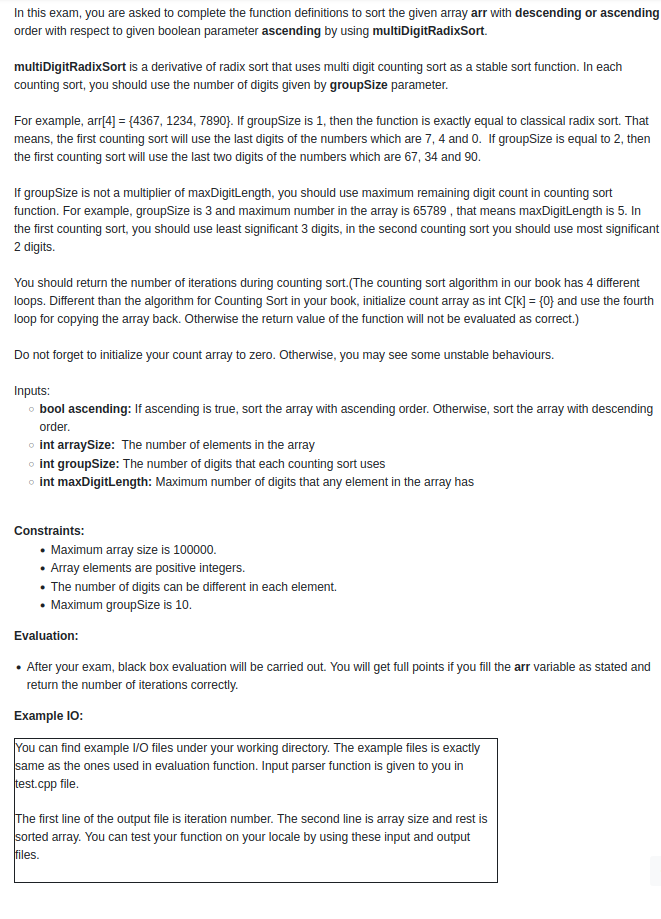 In this exam, you are asked to complete the function definitions to sort the given array arr with descending or ascending
order with respect to given boolean parameter ascending by using multiDigitRadixSort.
multiDigitRadixSort is a derivative of radix sort that uses multi digit counting sort as a stable sort function. In each
counting sort, you should use the number of digits given by groupSize parameter.
For example, arr[4] = {4367, 1234, 7890}. If groupSize is 1, then the function is exactly equal to classical radix sort. That
means, the first counting sort will use the last digits of the numbers which are 7, 4 and 0.  If groupSize is equal to 2, then
the first counting sort will use the last two digits of the numbers which are 67, 34 and 90.
If groupSize is not a multiplier of maxDigitLength, you should use maximum remaining digit count in counting sort
function. For example, groupSize is 3 and maximum number in the array is 65789 , that means maxDigitLength is 5. In
the first counting sort, you should use least significant 3 digits, in the second counting sort you should use most significant
2 digits.
You should return the number of iterations during counting sort.(The counting sort algorithm in our book has 4 different
loops. Different than the algorithm for Counting Sort in your book, initialize count array as int C[k] = {0} and use the fourth
loop for copying the array back. Otherwise the return value of the function will not be evaluated as correct.)
Do not forget to initialize your count array to zero. Otherwise, you may see some unstable behaviours.
Inputs:
◦ bool ascending: If ascending is true, sort the array with ascending order. Otherwise, sort the array with descending
order.
◦ int arraySize:  The number of elements in the array
◦ int groupSize: The number of digits that each counting sort uses
◦ int maxDigitLength: Maximum number of digits that any element in the array has
Constraints:
• Maximum array size is 100000.
• Array elements are positive integers.
• The number of digits can be different in each element.
• Maximum groupSize is 10.
Evaluation:
• After your exam, black box evaluation will be carried out. You will get full points if you fill the arr variable as stated and
return the number of iterations correctly.
Example IO:
You can find example I/O files under your working directory. The example files is exactly
same as the ones used in evaluation function. Input parser function is given to you in
test.cpp file.
The first line of the output file is iteration number. The second line is array size and rest is
sorted array. You can test your function on your locale by using these input and output
files.